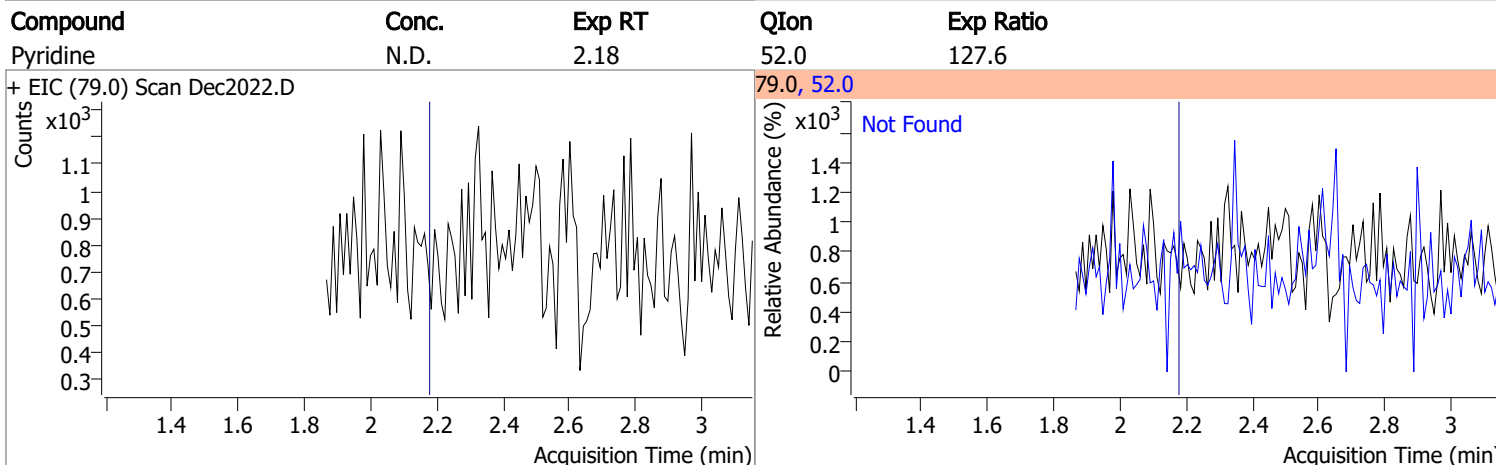 Compound Conc. Exp RT QIon Exp Ratio
Pyridine N.D. 2.18 52.0 127.6
+ EIC (79.0) Scan Dec2022.D
Counts
x10³
1.1
1
0.9
0.8
0.7
0.6
0.5
0.4
0.3
1.4 1.6 1.8 2 2.2 2.4 2.6 2.8 3
Acquisition Time (min)
79.0, 52.0
Relative Abundance (%)
x10³
Not Found
1.4
1.2
1
0.8
0.6
0.4
0.2
0
1.4 1.6 1.8 2 2.2 2.4 2.6 2.8 3
Acquisition Time (min)